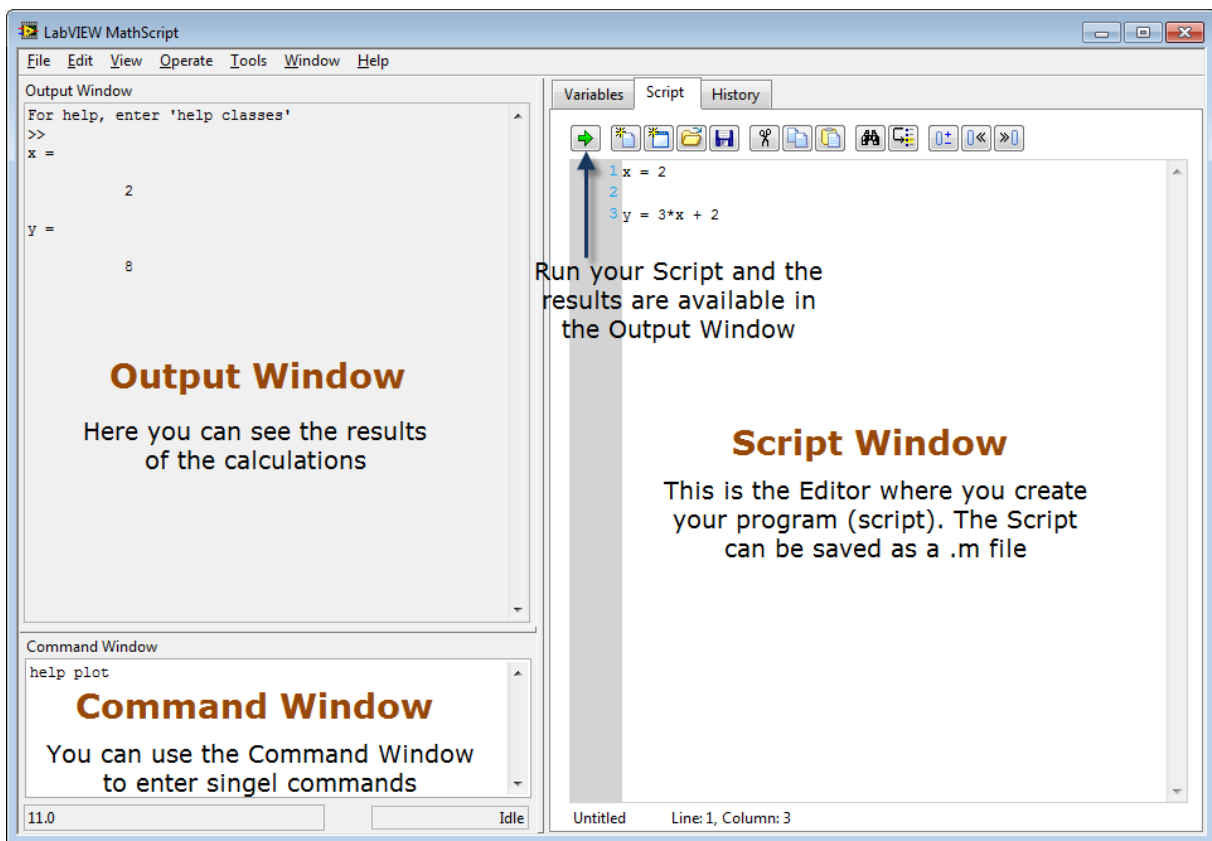 LabVIEW MathScript
File Edit View Operate Tools Window Help
Output Window
For help, enter 'help classes'
>>
x =
2
y =
8
Output Window
Here you can see the results
of the calculations
Command Window
help plot
Command Window
You can use the Command Window
to enter singel commands
11.0 Idle
Variables Script History
1 x = 2
2
3 y = 3*x + 2
Run your Script and the
results are available in
the Output Window
Script Window
This is the Editor where you create
your program (script). The Script
can be saved as a .m file
Untitled Line: 1, Column: 3